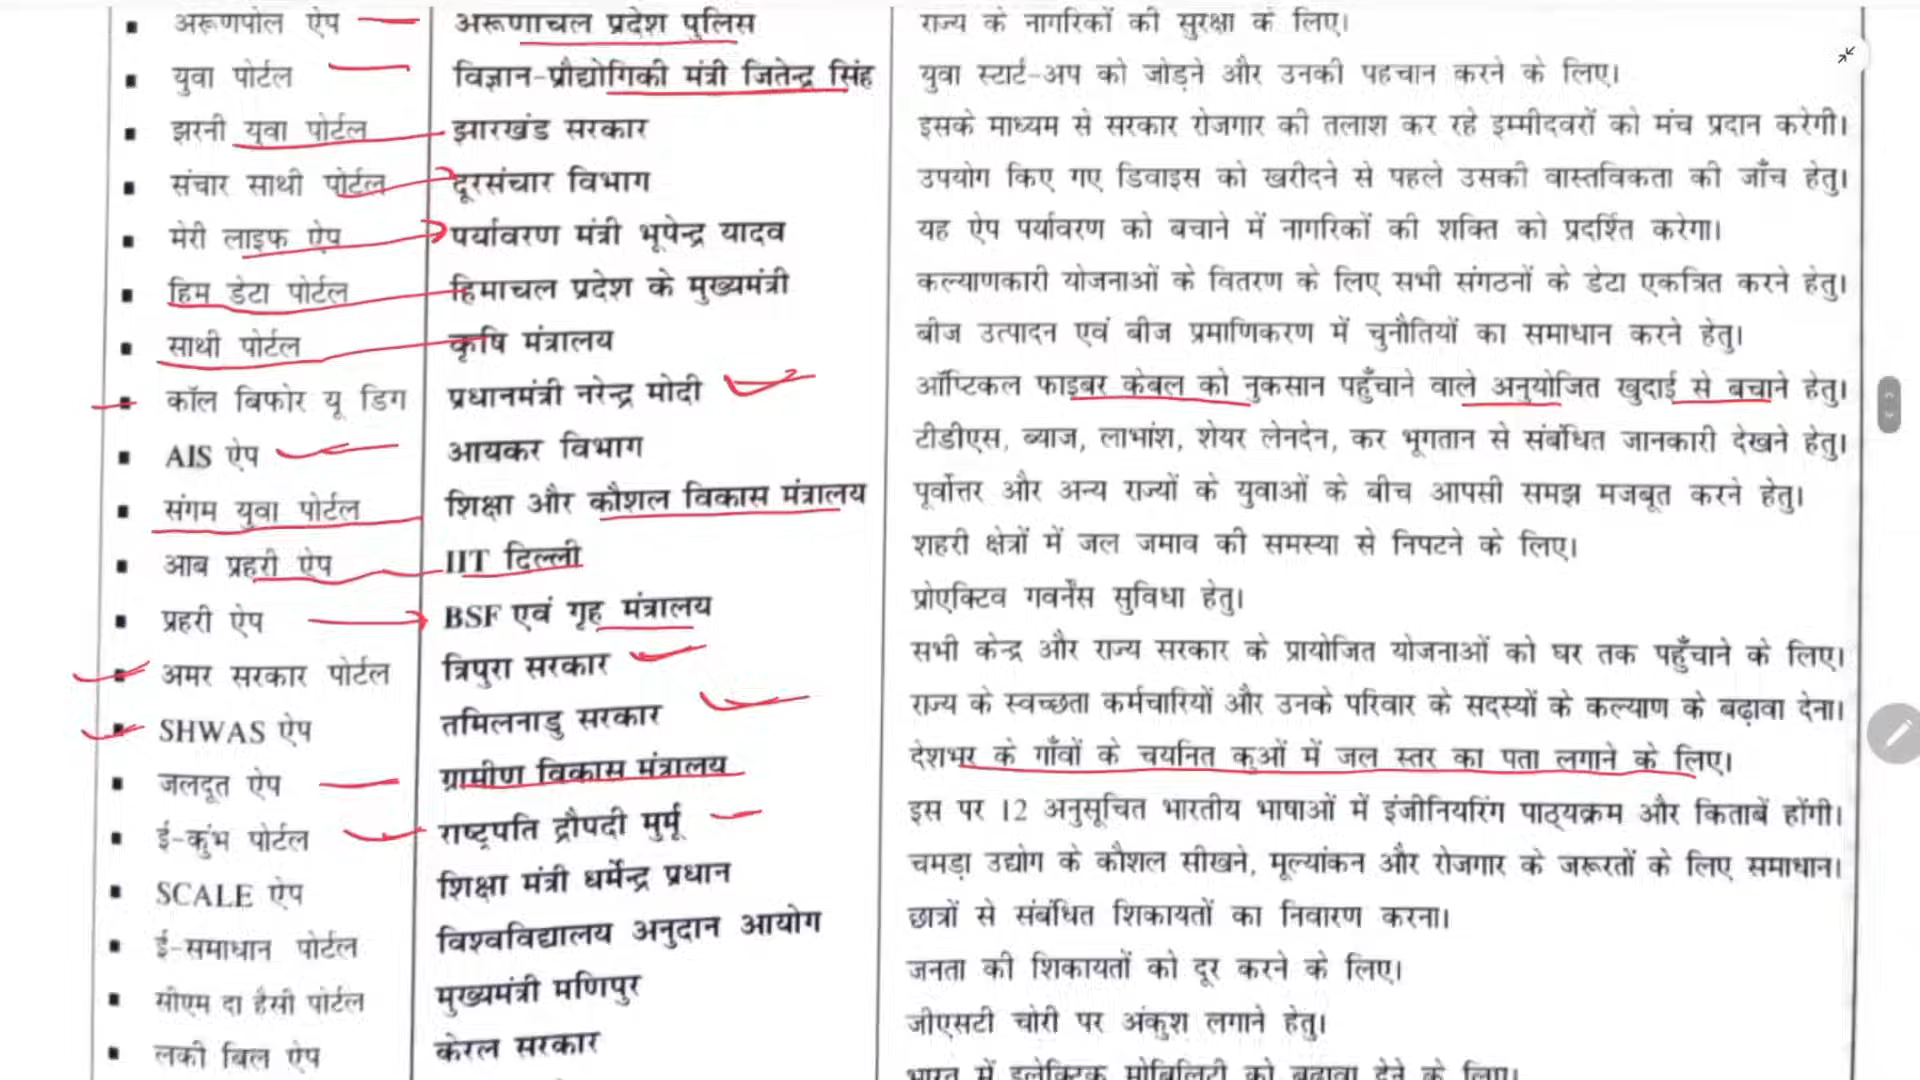 अरूणपोल ऐप अरूणाचल प्रदेश पुलिस राज्य के नागरिकों की सुरक्षा के लिए।
युवा पोर्टल विज्ञान-प्रौद्योगिकी मंत्री जितेन्द्र सिंह युवा स्टार्ट-अप को जोड़ने और उनकी पहचान करने के लिए।
झरनी युवा पोर्टल झारखंड सरकार इसके माध्यम से सरकार रोजगार की तलाश कर रहे इम्मीदवरों को मंच प्रदान करेगी।
संचार साथी पोर्टल दूरसंचार विभाग उपयोग किए गए डिवाइस को खरीदने से पहले उसकी वास्तविकता की जाँच हेतु।
मेरी लाइफ ऐप पर्यावरण मंत्री भूपेन्द्र यादव यह ऐप पर्यावरण को बचाने में नागरिकों की शक्ति को प्रदर्शित करेगा।
हिम डेटा पोर्टल हिमाचल प्रदेश के मुख्यमंत्री कल्याणकारी योजनाओं के वितरण के लिए सभी संगठनों के डेटा एकत्रित करने हेतु।
साथी पोर्टल कृषि मंत्रालय बीज उत्पादन एवं बीज प्रमाणिकरण में चुनौतियों का समाधान करने हेतु।
कॉल बिफोर यू डिग प्रधानमंत्री नरेन्द्र मोदी ऑप्टिकल फाइबर केबल को नुकसान पहुँचाने वाले अनुयोजित खुदाई से बचाने हेतु।
AIS ऐप आयकर विभाग टीडीएस, ब्याज, लाभांश, शेयर लेनदेन, कर भूगतान से संबंधित जानकारी देखने हेतु।
संगम युवा पोर्टल शिक्षा और कौशल विकास मंत्रालय पूर्वोत्तर और अन्य राज्यों के युवाओं के बीच आपसी समझ मजबूत करने हेतु।
आब प्रहरी ऐप IIT दिल्ली शहरी क्षेत्रों में जल जमाव की समस्या से निपटने के लिए।
प्रहरी ऐप BSF एवं गृह मंत्रालय प्रोएक्टिव गवर्नेंस सुविधा हेतु।
अमर सरकार पोर्टल त्रिपुरा सरकार सभी केन्द्र और राज्य सरकार के प्रायोजित योजनाओं को घर तक पहुँचाने के लिए।
SHWAS ऐप तमिलनाडु सरकार राज्य के स्वच्छता कर्मचारियों और उनके परिवार के सदस्यों के कल्याण के बढ़ावा देना।
जलदूत ऐप ग्रामीण विकास मंत्रालय देशभर के गाँवों के चयनित कुओं में जल स्तर का पता लगाने के लिए।
ई-कुंभ पोर्टल राष्ट्रपति द्रौपदी मुर्मू इस पर 12 अनुसूचित भारतीय भाषाओं में इंजीनियरिंग पाठ्यक्रम और किताबें होंगी।
SCALE ऐप शिक्षा मंत्री धर्मेन्द्र प्रधान चमड़ा उद्योग के कौशल सीखने, मूल्यांकन और रोजगार के जरूरतों के लिए समाधान।
ई-समाधान पोर्टल विश्वविद्यालय अनुदान आयोग छात्रों से संबंधित शिकायतों का निवारण करना।
सीएम दा हैसी पोर्टल मुख्यमंत्री मणिपुर जनता की शिकायतों को दूर करने के लिए।
लकी बिल ऐप केरल सरकार जीएसटी चोरी पर अंकुश लगाने हेतु।
भारत में इलेक्ट्रिक मोबिलिटी को बढ़ावा देने के लिए।